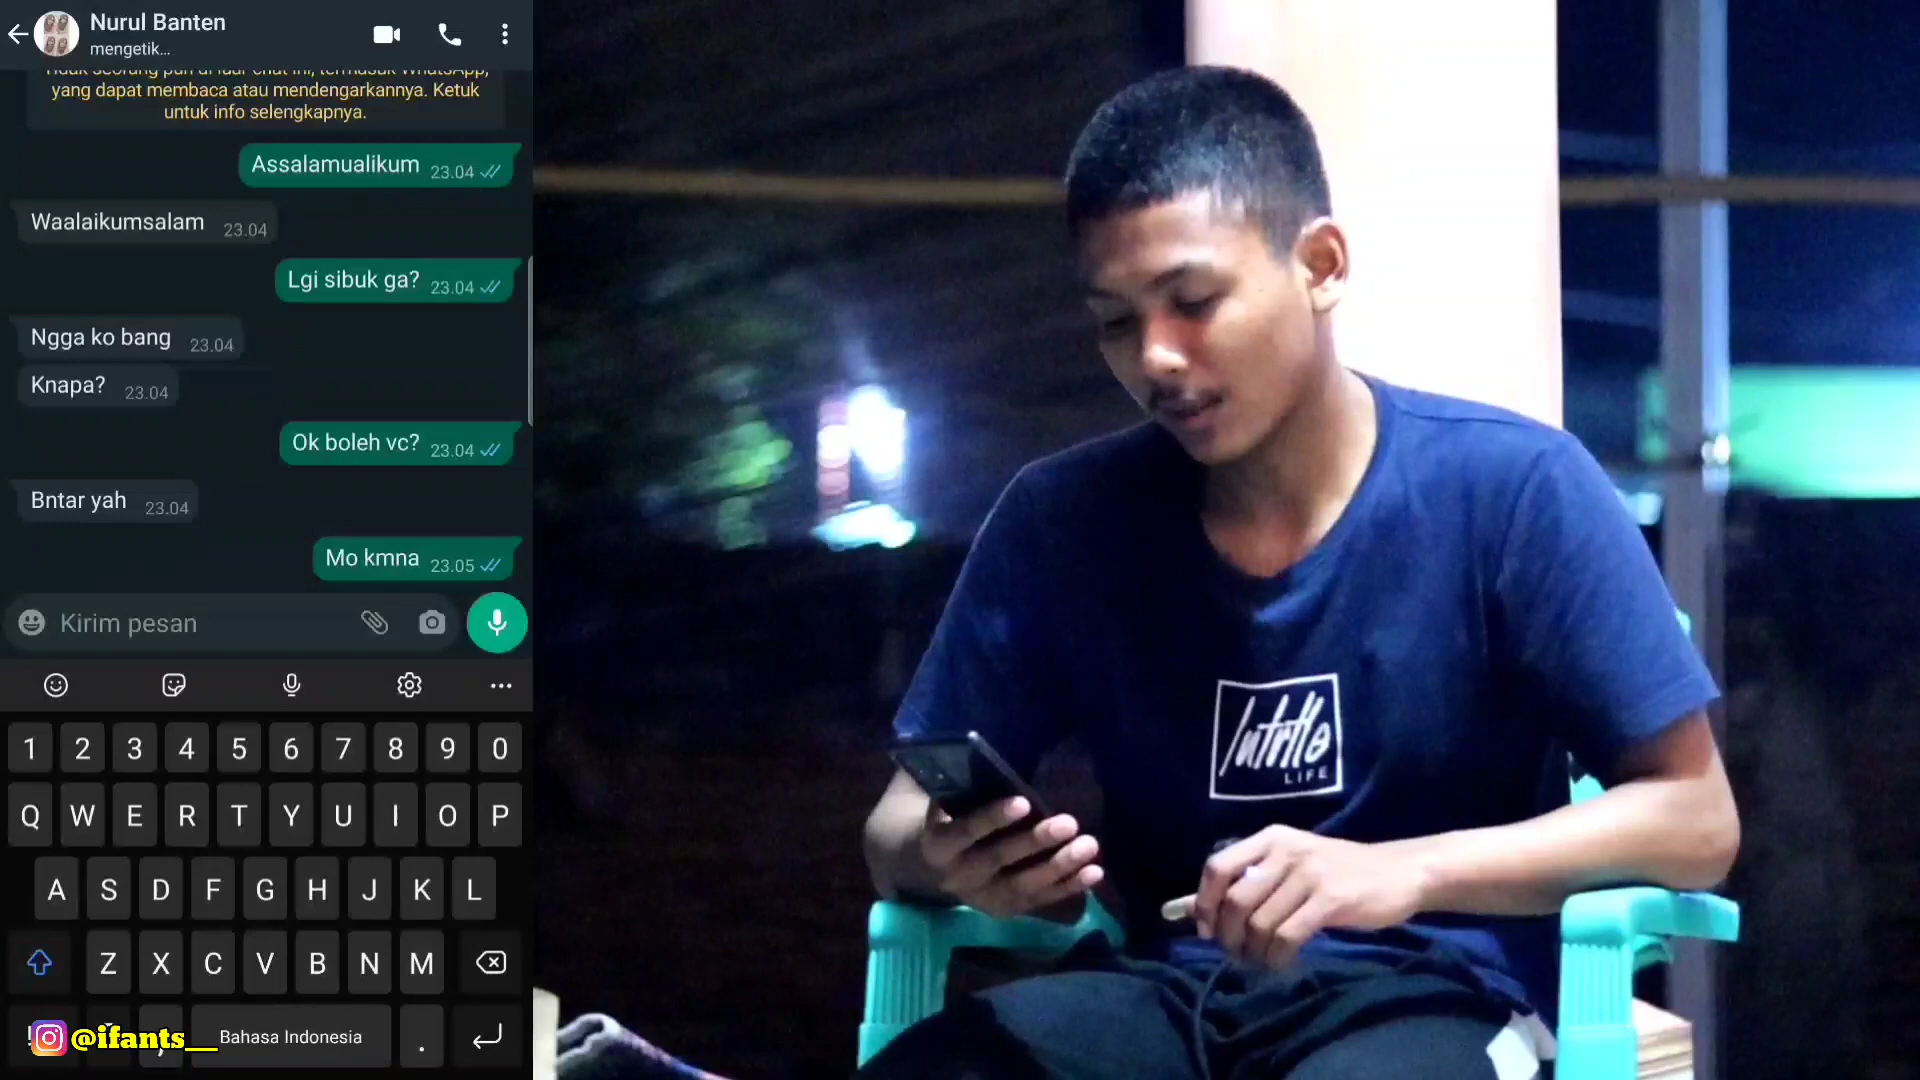 Nurul Banten
mengetik...
yang dapat membaca atau mendengarkannya. Ketuk
untuk info selengkapnya.
Assalamualikum 23.04
Waalaikumsalam 23.04
Lgi sibuk ga? 23.04
Ngga ko bang 23.04
Knapa? 23.04
Ok boleh vc? 23.04
Bntar yah 23.04
Mo kmna 23.05
Kirim pesan
1 2 3 4 5 6 7 8 9 0
Q W E R T Y U I O P
A S D F G H J K L
Z X C V B N M
@ifants__ , Bahasa Indonesia .
LIFE